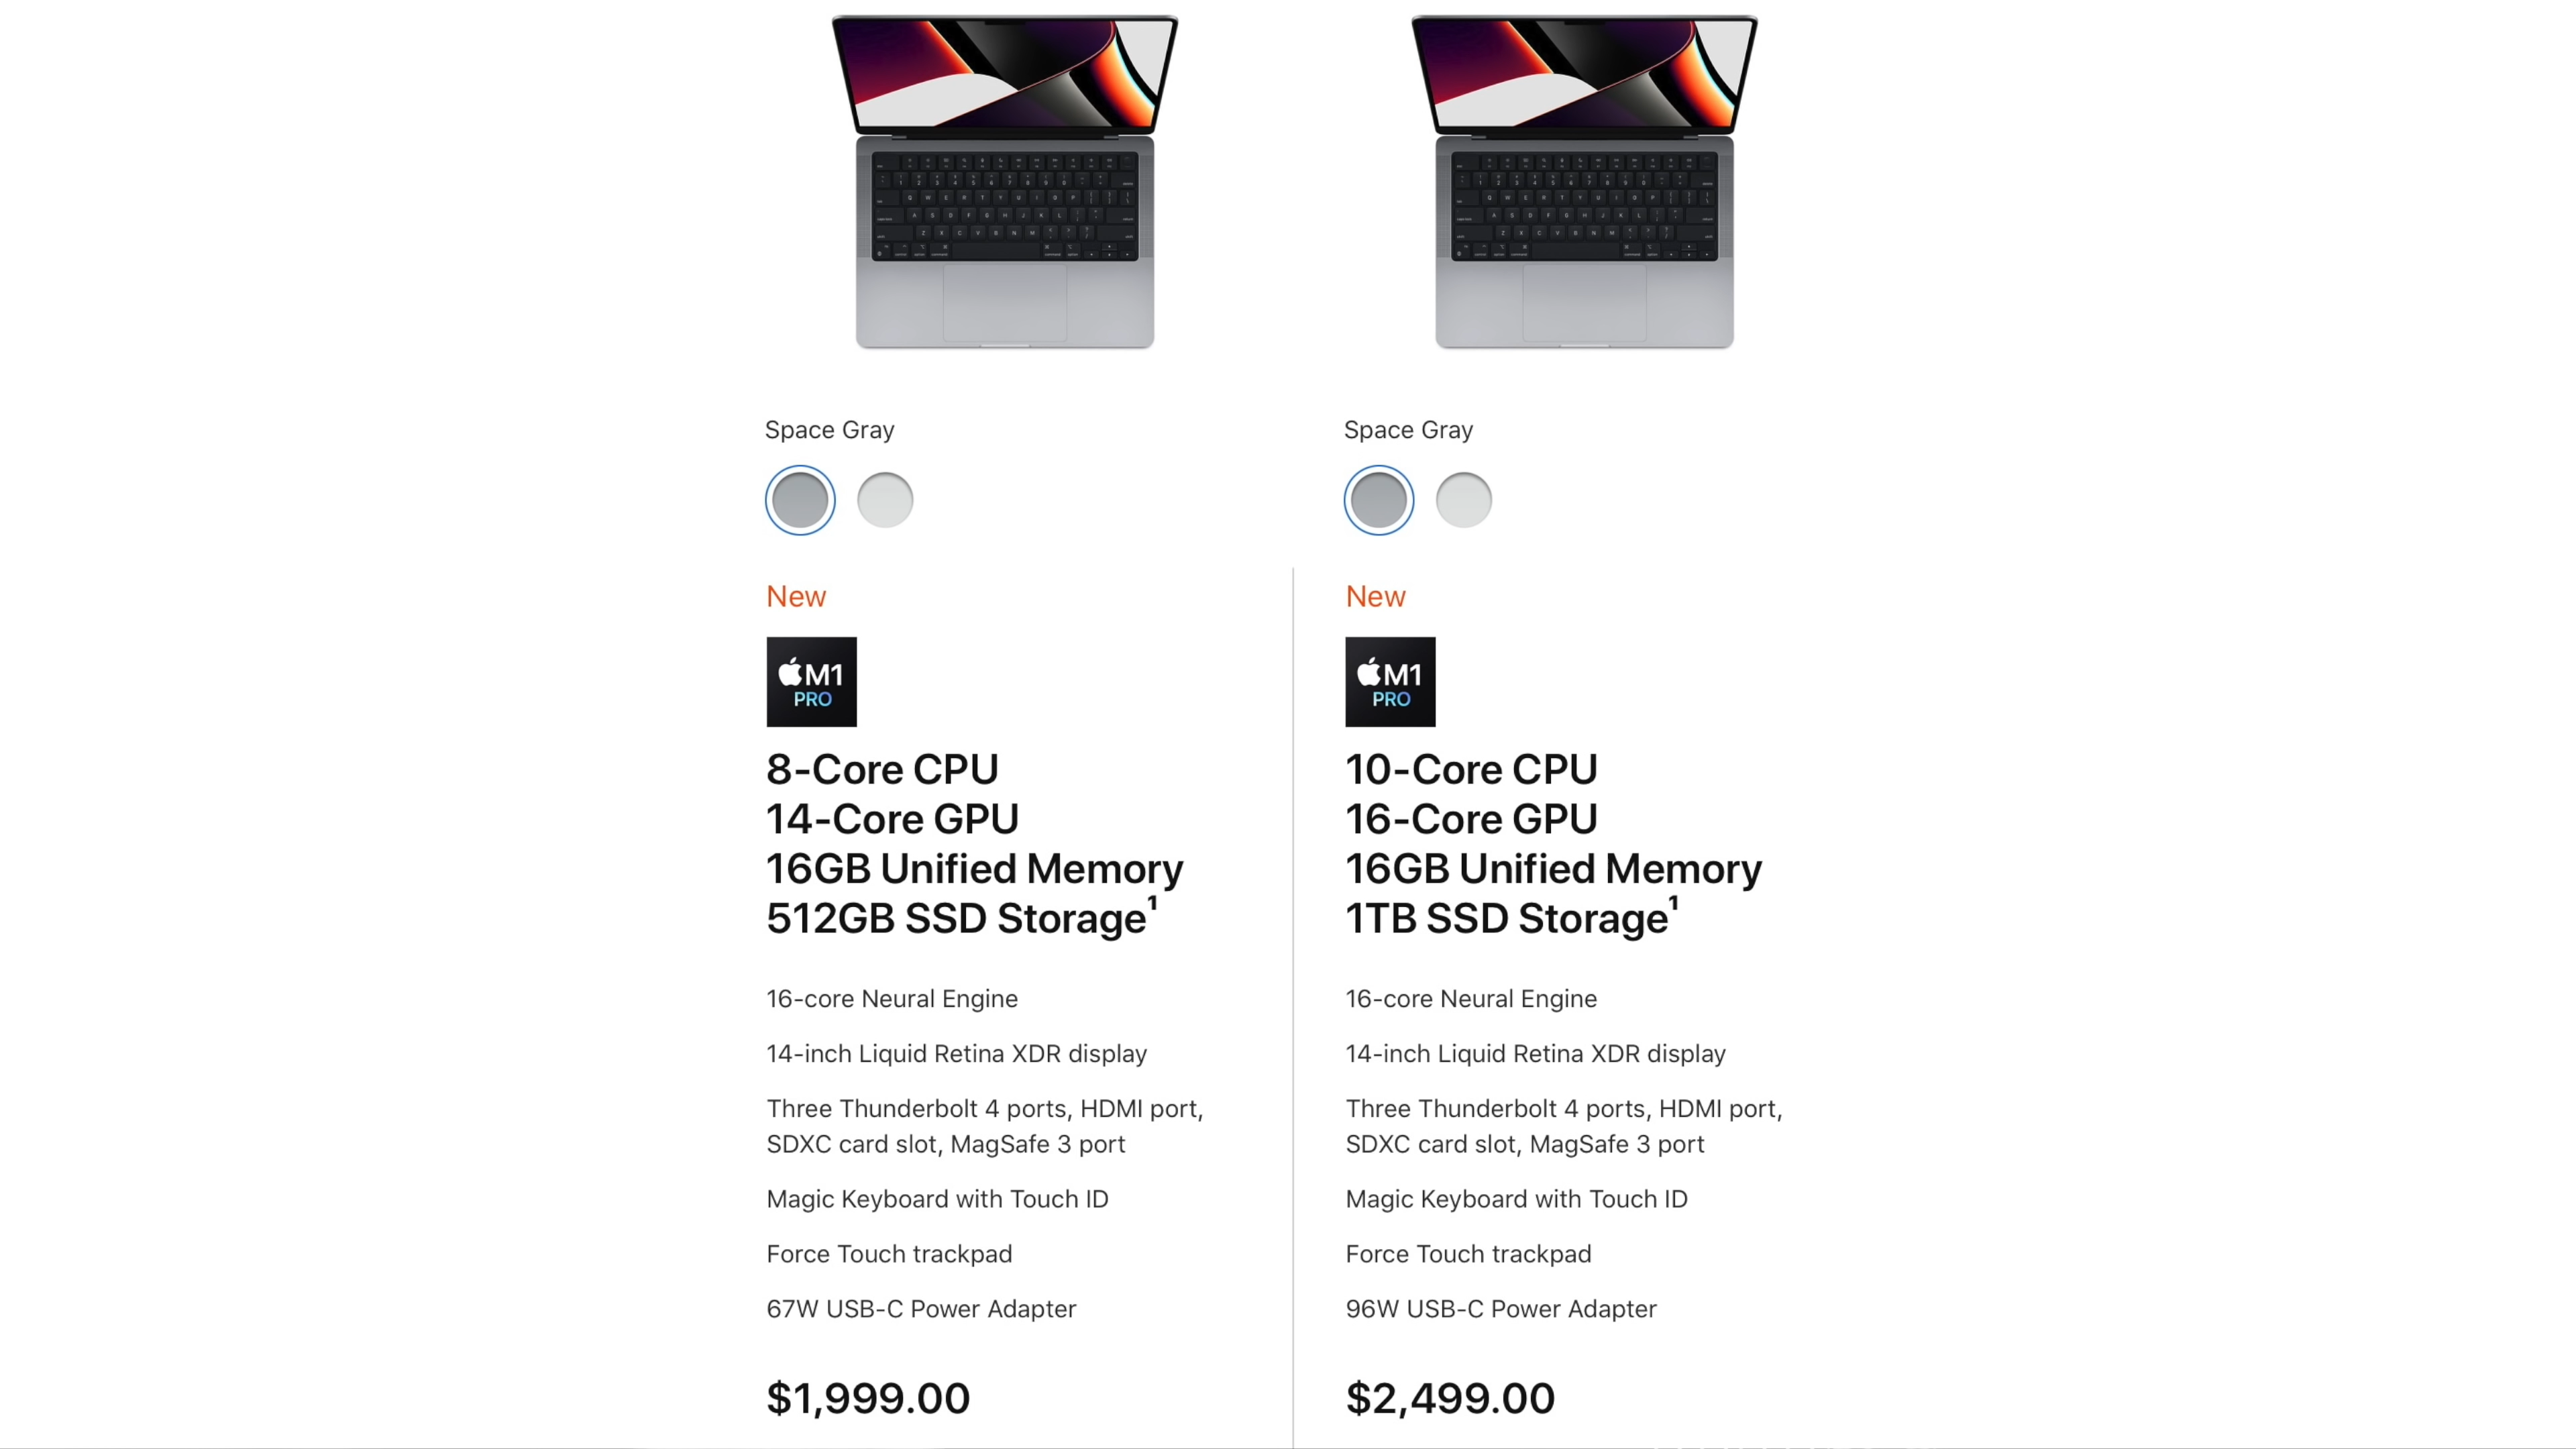 Space Gray
New
M1
PRO
8-Core CPU
14-Core GPU
16GB Unified Memory
512GB SSD Storage¹
16-core Neural Engine
14-inch Liquid Retina XDR display
Three Thunderbolt 4 ports, HDMI port,
SDXC card slot, MagSafe 3 port
Magic Keyboard with Touch ID
Force Touch trackpad
67W USB-C Power Adapter
$1,999.00
Space Gray
New
M1
PRO
10-Core CPU
16-Core GPU
16GB Unified Memory
1TB SSD Storage¹
16-core Neural Engine
14-inch Liquid Retina XDR display
Three Thunderbolt 4 ports, HDMI port,
SDXC card slot, MagSafe 3 port
Magic Keyboard with Touch ID
Force Touch trackpad
96W USB-C Power Adapter
$2,499.00